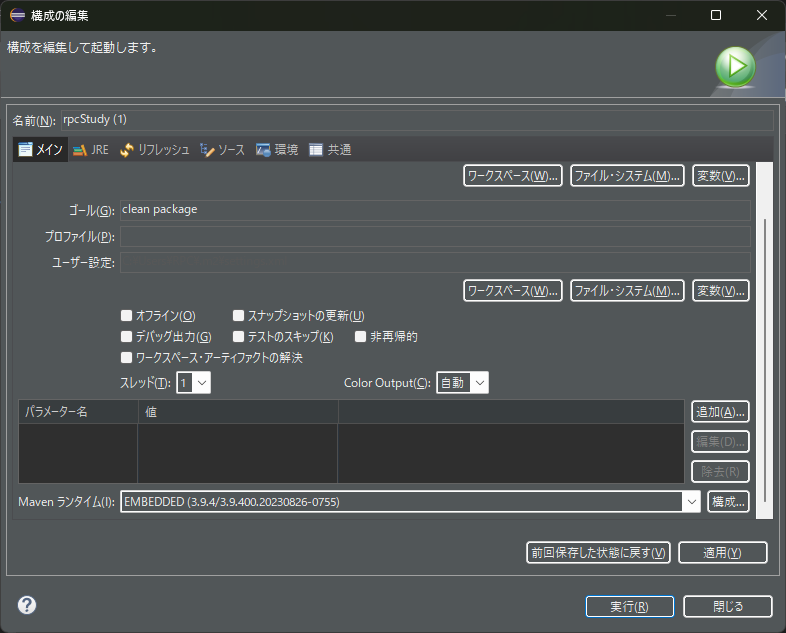 構成の編集
構成を編集して起動します。
名前(N): rpcStudy (1)
メイン JRE リフレッシュ ソース 環境 共通
ワークスペース(W)... ファイル・システム(M)... 変数(V)...
ゴール(G): clean package
プロファイル(P):
ユーザー設定:
ワークスペース(W)... ファイル・システム(M)... 変数(V)...
オフライン(O) スナップショットの更新(U)
デバッグ出力(G) テストのスキップ(K) 非再帰的
ワークスペース・アーティファクトの解決
スレッド(T): 1 Color Output(C): 自動
パラメーター名 値 追加(A)...
編集(D)...
除去(R)
Maven ランタイム(I): EMBEDDED (3.9.4/3.9.400.20230826-0755) 構成...
前回保存した状態に戻す(V) 適用(Y)
実行(R) 閉じる